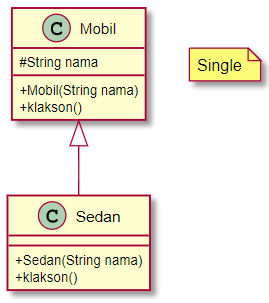 C Mobil
#String nama
+Mobil(String nama)
+klakson()
Single
C Sedan
+Sedan(String nama)
+klakson()